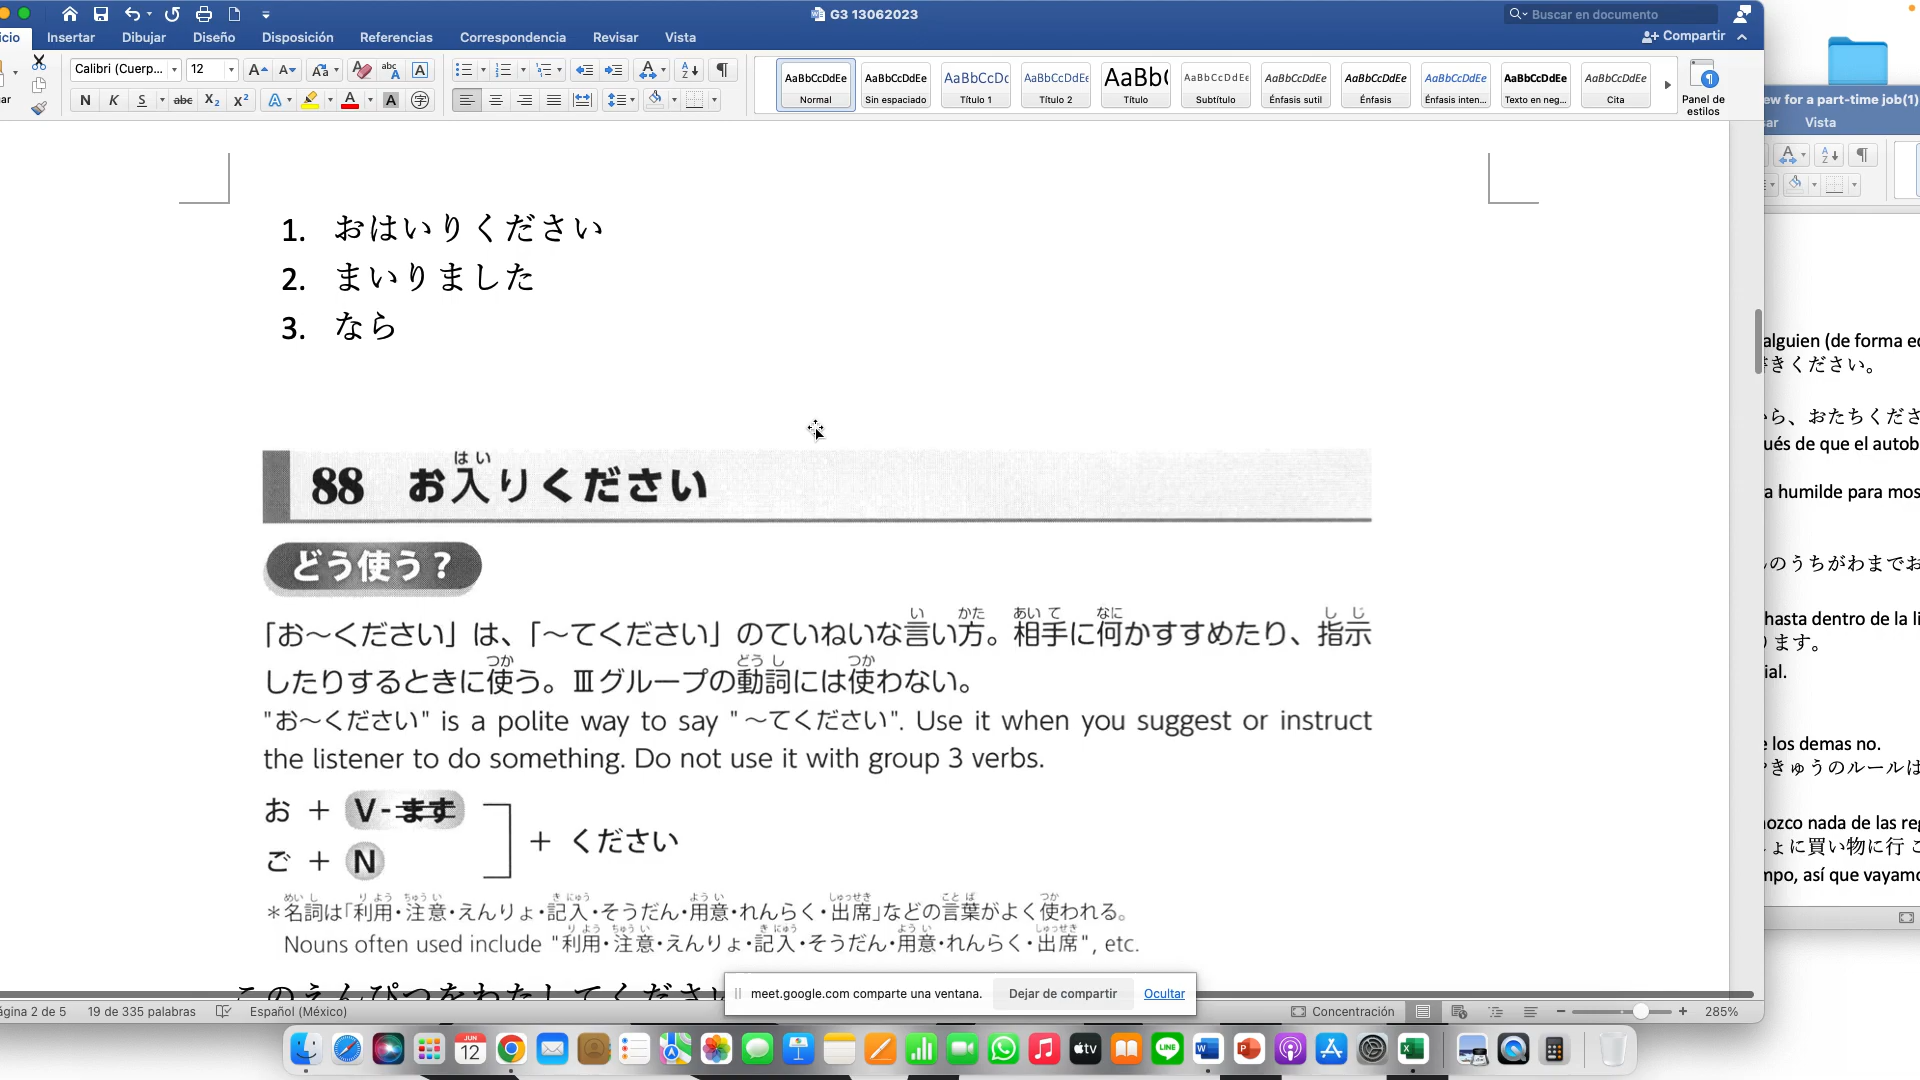 G3 13062023
Buscar en documento
Insertar Dibujar Diseño Disposición Referencias Correspondencia Revisar Vista
Compartir
Calibri (Cuerp... 12
AaBbCcDdEe AaBbCcDdEe AaBbCcDc AaBbCcDdEe AaBb( AaBbCcDdEe AaBbCcDdEe AaBbCcDdEe AaBbCcDdEe AaBbCcDdEe AaBbCcDdEe
Normal Sin espaciado Título 1 Título 2 Título Subtítulo Énfasis sutil Énfasis Énfasis inten... Texto en neg... Cita
Panel de
estilos
N K S abc X₂ X²
ew for a part-time job(1)
Vista
1. おはいりください
2. まいりました
3. なら
はい
88 お入りください
どう使う?
い かた あい て なに し じ
「お〜ください」は、「〜てください」のていねいな言い方。相手に何かすすめたり、指示
つか どう し つか
したりするときに使う。Ⅲグループの動詞には使わない。
"お〜ください" is a polite way to say "〜てください". Use it when you suggest or instruct
the listener to do something. Do not use it with group 3 verbs.
お + V-ます
ご + N
+ ください
めい し り よう ちゅう い き にゅう よう い しゅっせき こと ば つか
*名詞は「利用・注意・えんりょ・記入・そうだん・用意・れんらく・出席」などの言葉がよく使われる。
り よう ちゅう い き にゅう よう い しゅっせき
Nouns often used include "利用・注意・えんりょ・記入・そうだん・用意・れんらく・出席", etc.
このえんぴつをわたしてくださ
alguien (de forma e
きください。
ら、おたちくださ
ués de que el autob
a humilde para mos
のうちがわまでお
hasta dentro de la li
ります。
ial.
e los demas no.
きゅうのルールは
nozco nada de las reg
ょに買い物に行
mpo, así que vayamo
meet.google.com comparte una ventana. Dejar de compartir Ocultar
ágina 2 de 5 19 de 335 palabras Español (México) Concentración 285%
JUN
12
tv
LINE